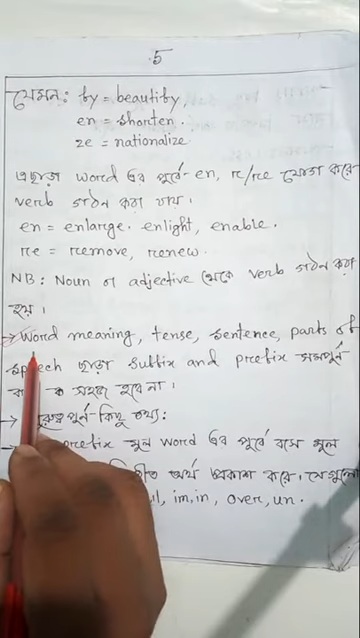 5
যেমন: fy = beautify,
en = shorten.
ze = nationalize
এছাড়া word এর পূর্বে en, re/re যোগ করে
verb গঠন করা যায়।
en = enlarge. enlight, enable.
re = remove, renew.
NB: Noun ও adjective থেকে verb গঠন করা
হয়।
→ Word meaning, tense, sentence, parts of
speech ছাড়া suffix and prefix সম্পূর্ন
সহজ হবে না।
→ গুরুত্বপূর্ন কিছু তথ্য:
→ prefix মূল word এর পূর্বে বসে মূল
অর্থ প্রকাশ করে। যেগুলো
im, in, over, un.